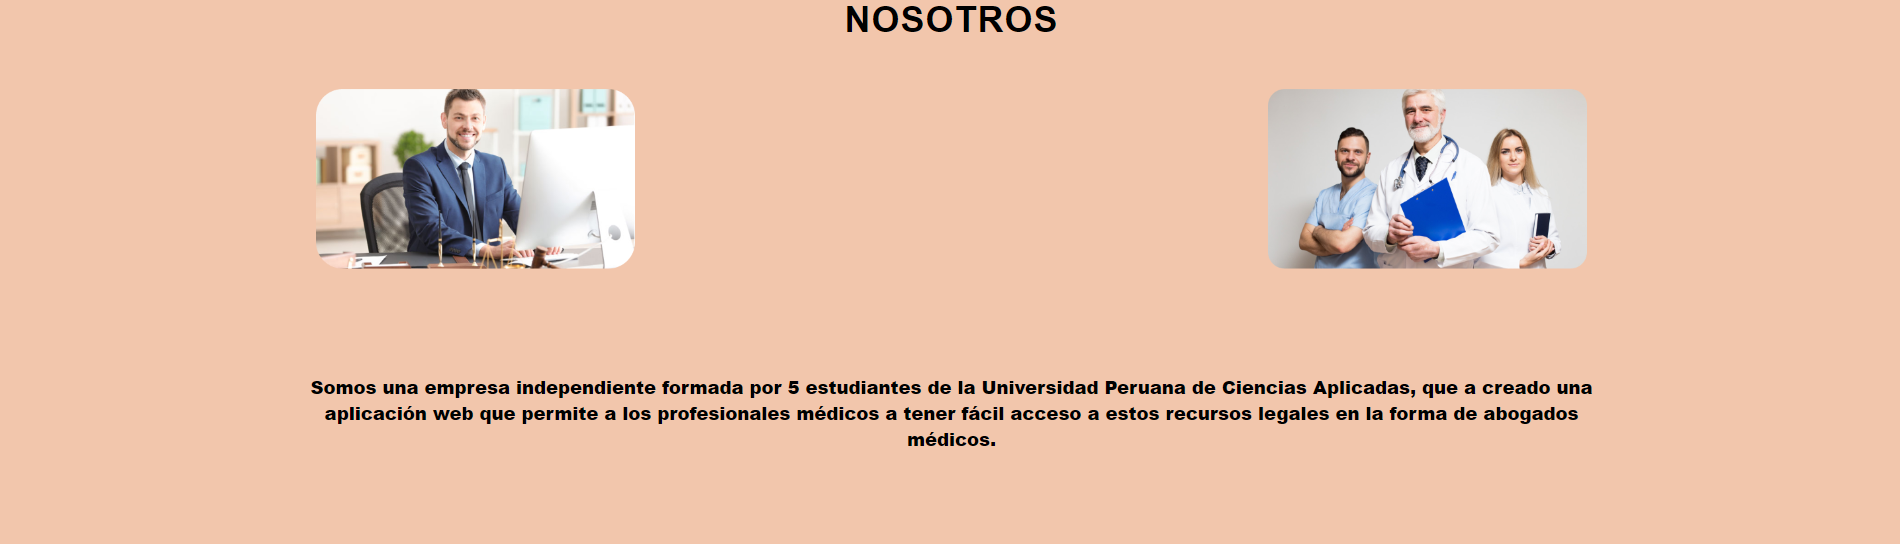 NOSOTROS
Somos una empresa independiente formada por 5 estudiantes de la Universidad Peruana de Ciencias Aplicadas, que a creado una
aplicación web que permite a los profesionales médicos a tener fácil acceso a estos recursos legales en la forma de abogados
médicos.